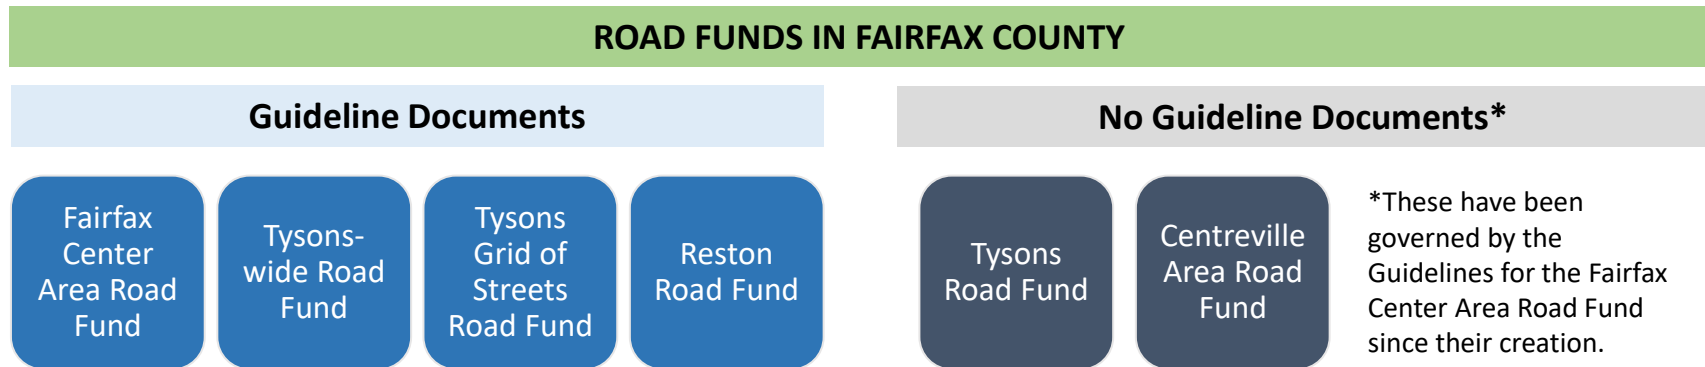 ROAD FUNDS IN FAIRFAX COUNTY
Guideline Documents
No Guideline Documents*
Fairfax
Center
Area Road
Fund
Tysons-
wide Road
Fund
Tysons
Grid of
Streets
Road Fund
Reston
Road Fund
Tysons
Road Fund
Centreville
Area Road
Fund
*These have been
governed by the
Guidelines for the Fairfax
Center Area Road Fund
since their creation.